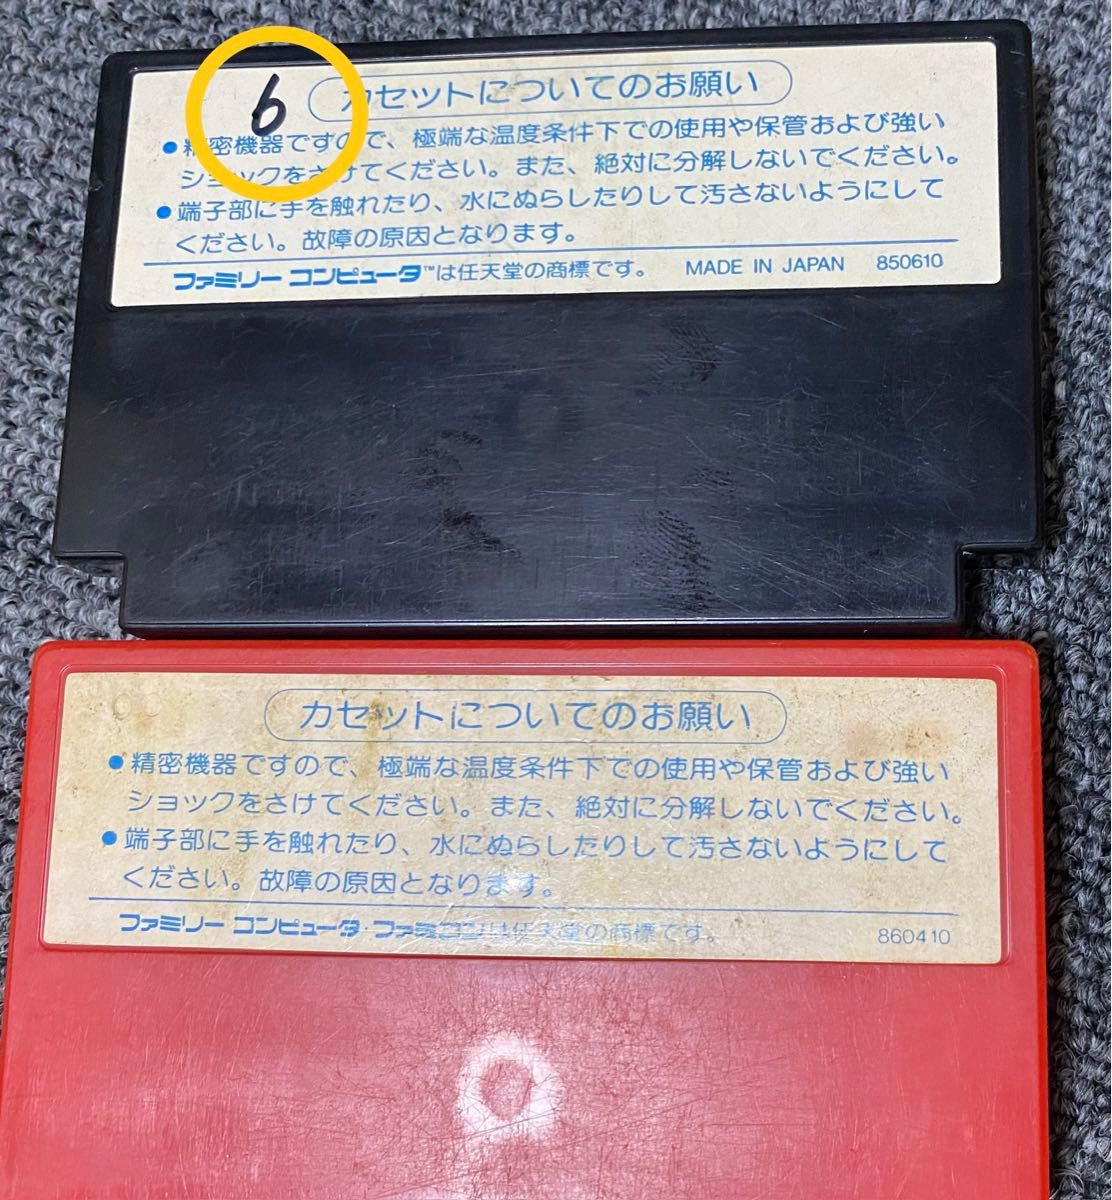 6
カセットについてのお願い
●精密機器ですので、極端な温度条件下での使用や保管および強い
ショックをさけてください。また、絶対に分解しないでください。
●端子部に手を触れたり、水にぬらしたりして汚さないようにして
ください。故障の原因となります。
ファミリー コンピュータ™は任天堂の商標です。 MADE IN JAPAN 850610
カセットについてのお願い
●精密機器ですので、極端な温度条件下での使用や保管および強い
ショックをさけてください。また、絶対に分解しないでください。
●端子部に手を触れたり、水にぬらしたりして汚さないようにして
ください。故障の原因となります。
ファミリー コンピュータ・ファミコンは任天堂の商標です。 860410